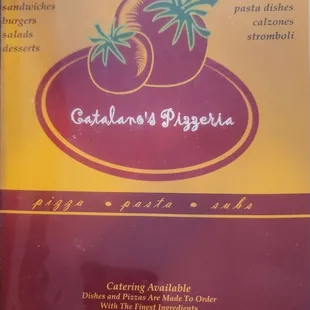 sandwiches
burgers
salads
desserts
pasta dishes
calzones
stromboli
Catalano's Pizzeria
pizza • pasta • subs
Catering Available
Dishes and Pizzas Are Made To Order
With The Finest Ingredients